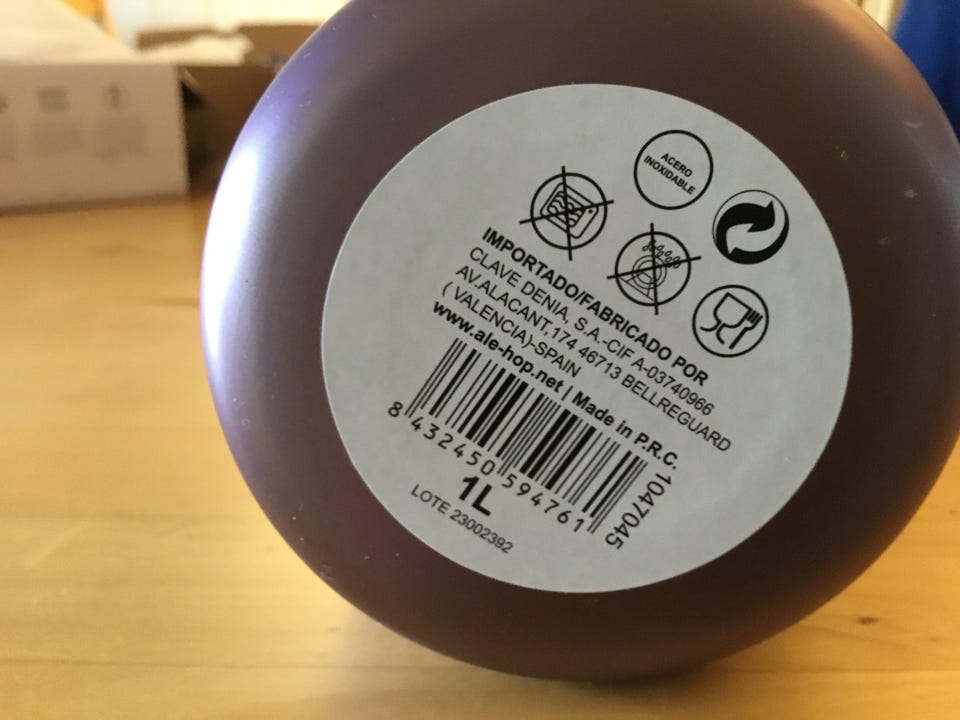 ACERO
INOXIDABLE
IMPORTADO/FABRICADO POR
CLAVE DENIA, S.A.-CIF A-03740966
AV.ALACANT,174 46713 BELLREGUARD
( VALENCIA)-SPAIN
www.ale-hop.net | Made in P.R.C.
8 432450 594761
1047045
1L
LOTE 23002392